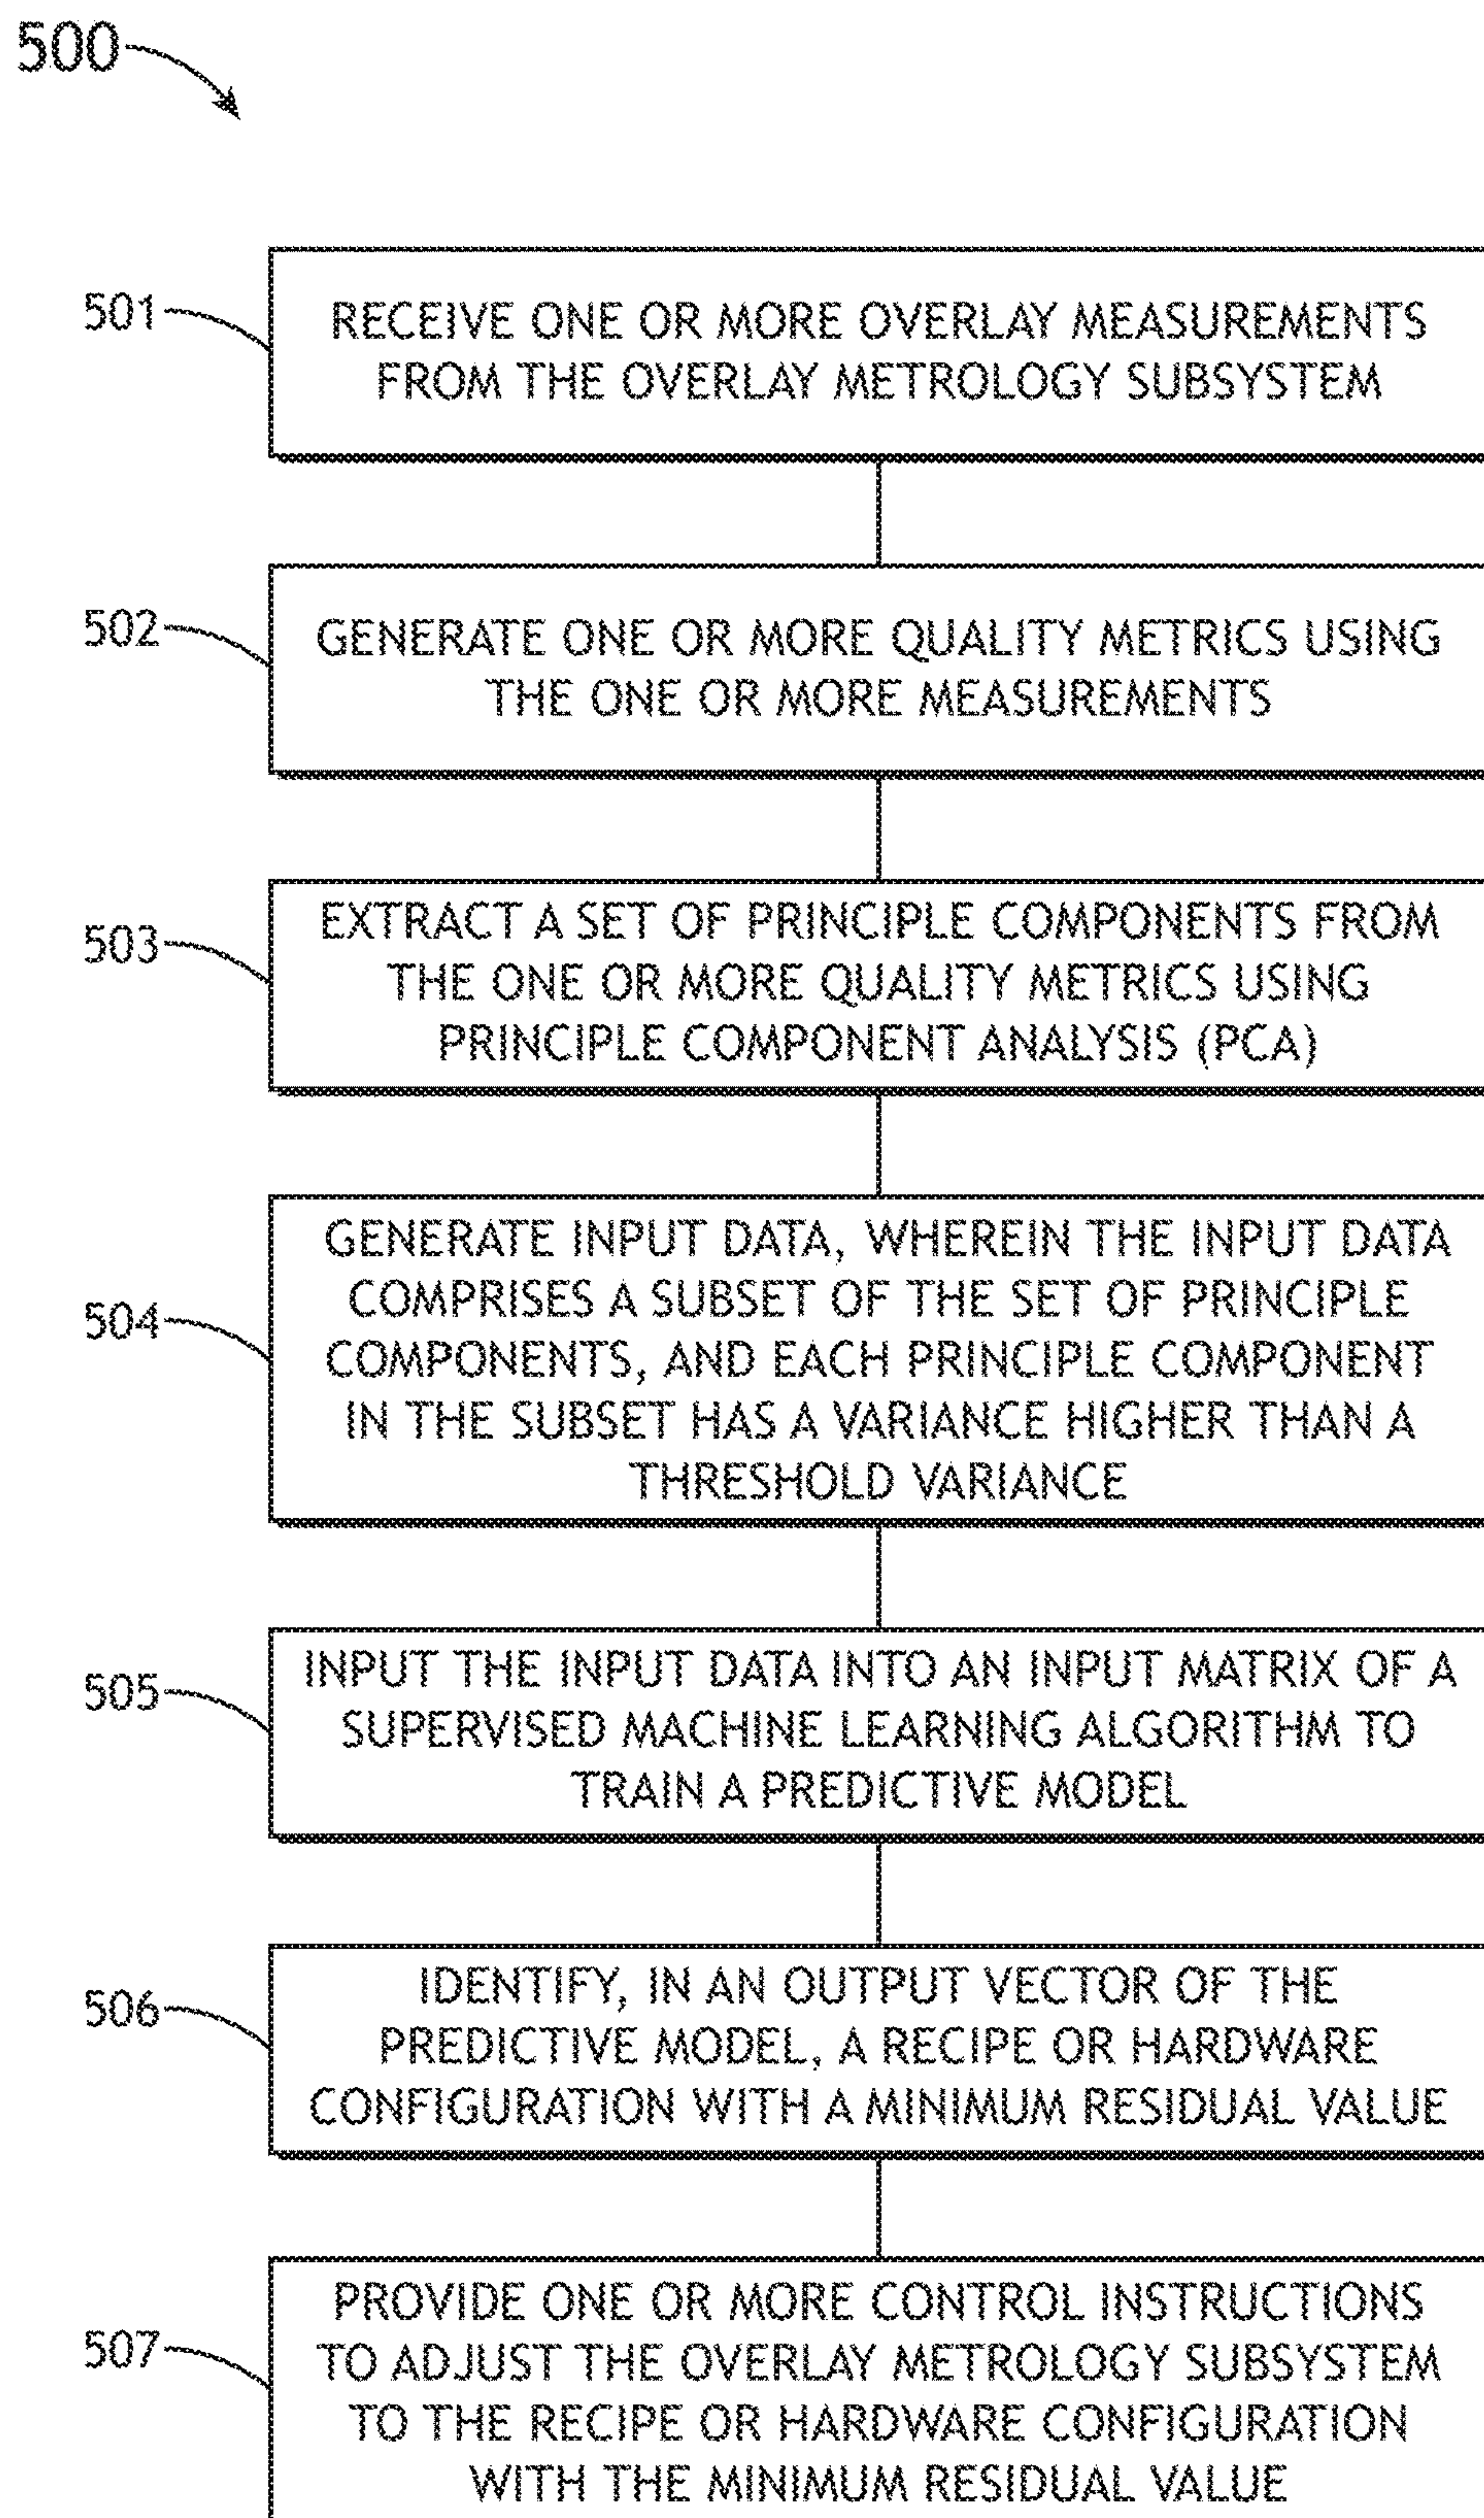 500
501
RECEIVE ONE OR MORE OVERLAY MEASUREMENTS
FROM THE OVERLAY METROLOGY SUBSYSTEM
502
GENERATE ONE OR MORE QUALITY METRICS USING
THE ONE OR MORE MEASUREMENTS
503
EXTRACT A SET OF PRINCIPLE COMPONENTS FROM
THE ONE OR MORE QUALITY METRICS USING
PRINCIPLE COMPONENT ANALYSIS (PCA)
504
GENERATE INPUT DATA, WHEREIN THE INPUT DATA
COMPRISES A SUBSET OF THE SET OF PRINCIPLE
COMPONENTS, AND EACH PRINCIPLE COMPONENT
IN THE SUBSET HAS A VARIANCE HIGHER THAN A
THRESHOLD VARIANCE
505
INPUT THE INPUT DATA INTO AN INPUT MATRIX OF A
SUPERVISED MACHINE LEARNING ALGORITHM TO
TRAIN A PREDICTIVE MODEL
506
IDENTIFY, IN AN OUTPUT VECTOR OF THE
PREDICTIVE MODEL, A RECIPE OR HARDWARE
CONFIGURATION WITH A MINIMUM RESIDUAL VALUE
507
PROVIDE ONE OR MORE CONTROL INSTRUCTIONS
TO ADJUST THE OVERLAY METROLOGY SUBSYSTEM
TO THE RECIPE OR HARDWARE CONFIGURATION
WITH THE MINIMUM RESIDUAL VALUE